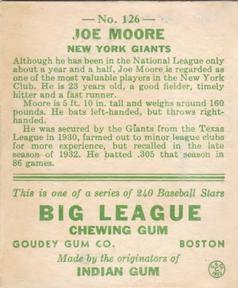 —No. 126—
JOE MOORE
NEW YORK GIANTS
Although he has been in the National League only
about a year and a half, Joe Moore is regarded as
one of the most valuable players in the New York
Club. He is 23 years old, a good fielder, timely
hitter and a fast runner.
Moore is 5 ft. 10 in. tall and weighs around 160
pounds. He bats left-handed, but throws right-
handed.
He was secured by the Giants from the Texas
League in 1930, farmed out to minor league clubs
for more experience, but recalled in the late
season of 1932. He batted .305 that season in
86 games.
This is one of a series of 240 Baseball Stars
BIG LEAGUE
CHEWING GUM
GOUDEY GUM CO. BOSTON
Made by the originators of
INDIAN GUM